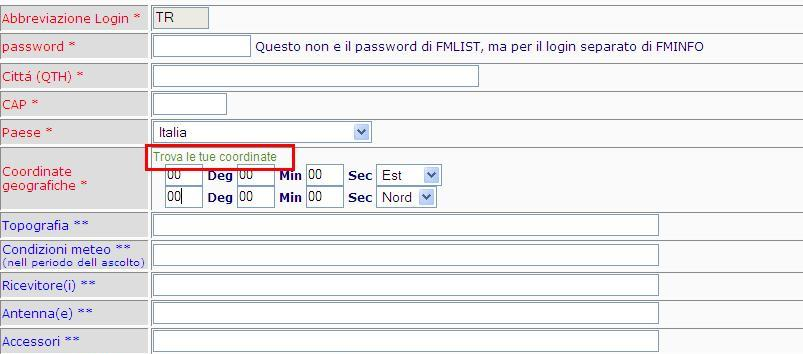 Abbreviazione Login * TR
password * Questo non e il password di FMLIST, ma per il login separato di FMINFO
Cittá (QTH) *
CAP *
Paese * Italia
Trova le tue coordinate
Coordinate geografiche *
00 Deg 00 Min 00 Sec Est
00 Deg 00 Min 00 Sec Nord
Topografia **
Condizioni meteo **
(nell periodo dell ascolto)
Ricevitore(i) **
Antenna(e) **
Accessori **